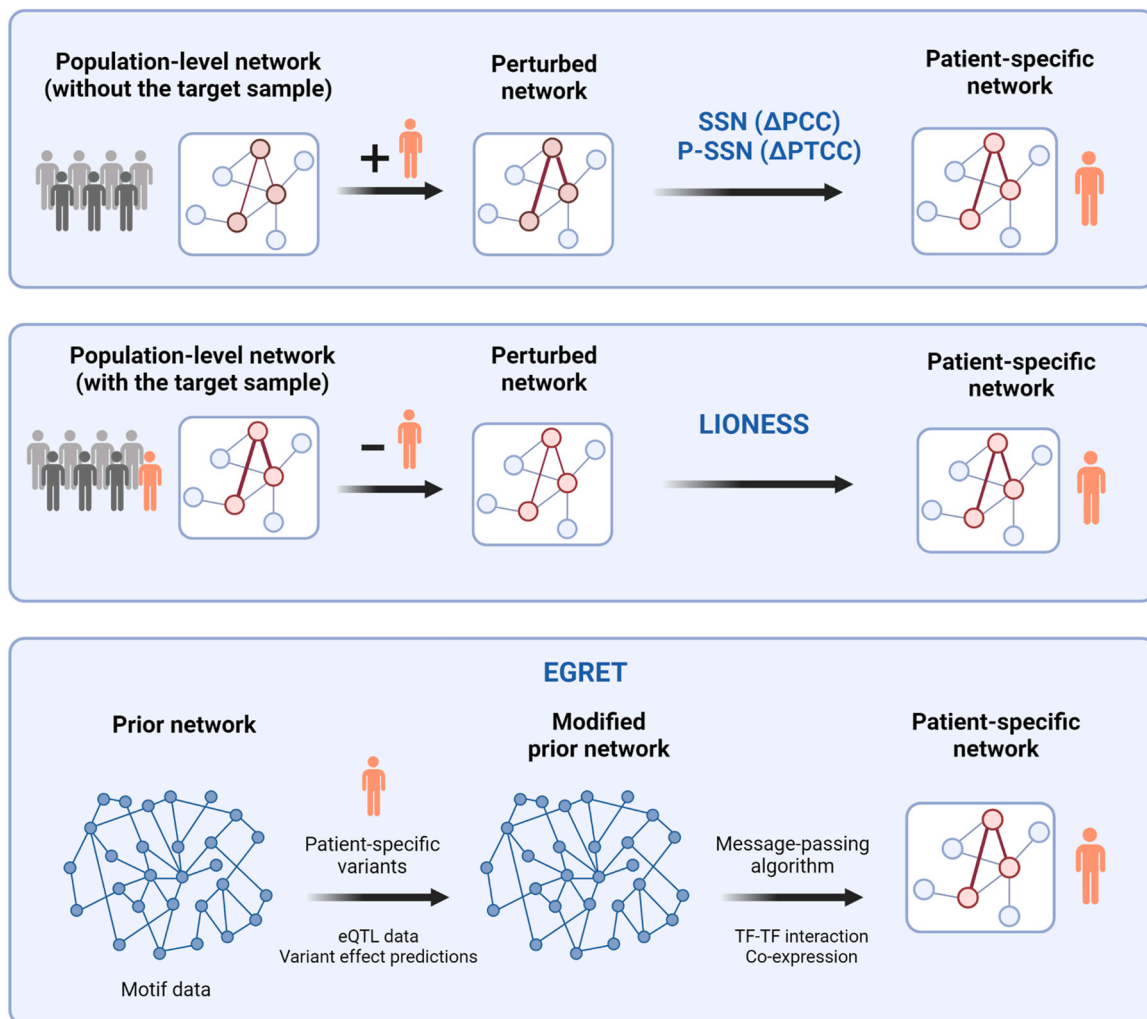 Population-level network
(without the target sample)
Perturbed
network
Patient-specific
network
+
SSN (ΔPCC)
P-SSN (ΔPTCC)
Population-level network
(with the target sample)
Perturbed
network
Patient-specific
network
–
LIONESS
EGRET
Prior network
Modified
prior network
Patient-specific
network
Patient-specific
variants
Message-passing
algorithm
eQTL data
Variant effect predictions
TF-TF interaction
Co-expression
Motif data